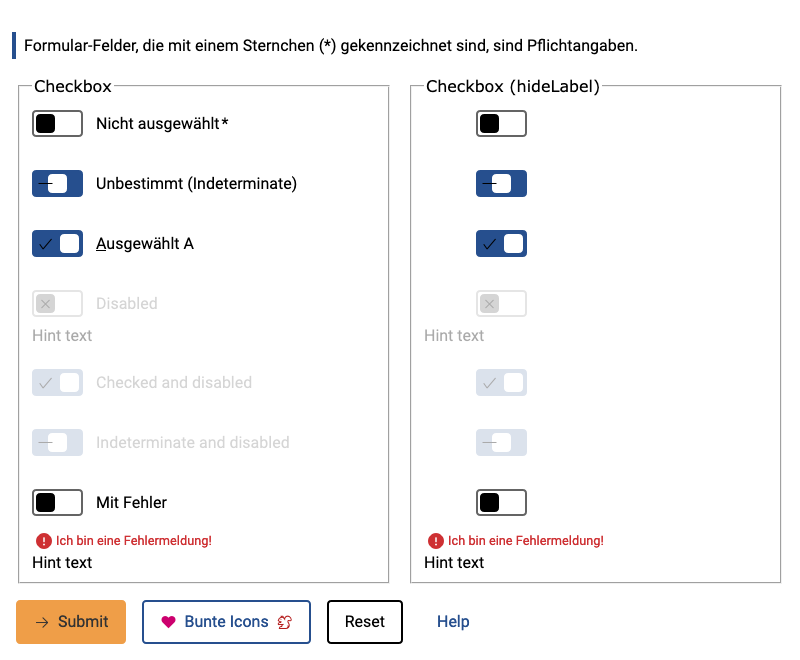 Formular-Felder, die mit einem Sternchen (*) gekennzeichnet sind, sind Pflichtangaben.
Checkbox
Nicht ausgewählt*
Unbestimmt (Indeterminate)
Ausgewählt A
Disabled
Hint text
Checked and disabled
Indeterminate and disabled
Mit Fehler
Ich bin eine Fehlermeldung!
Hint text
Checkbox (hideLabel)
Hint text
Ich bin eine Fehlermeldung!
Hint text
Submit
Bunte Icons
Reset
Help